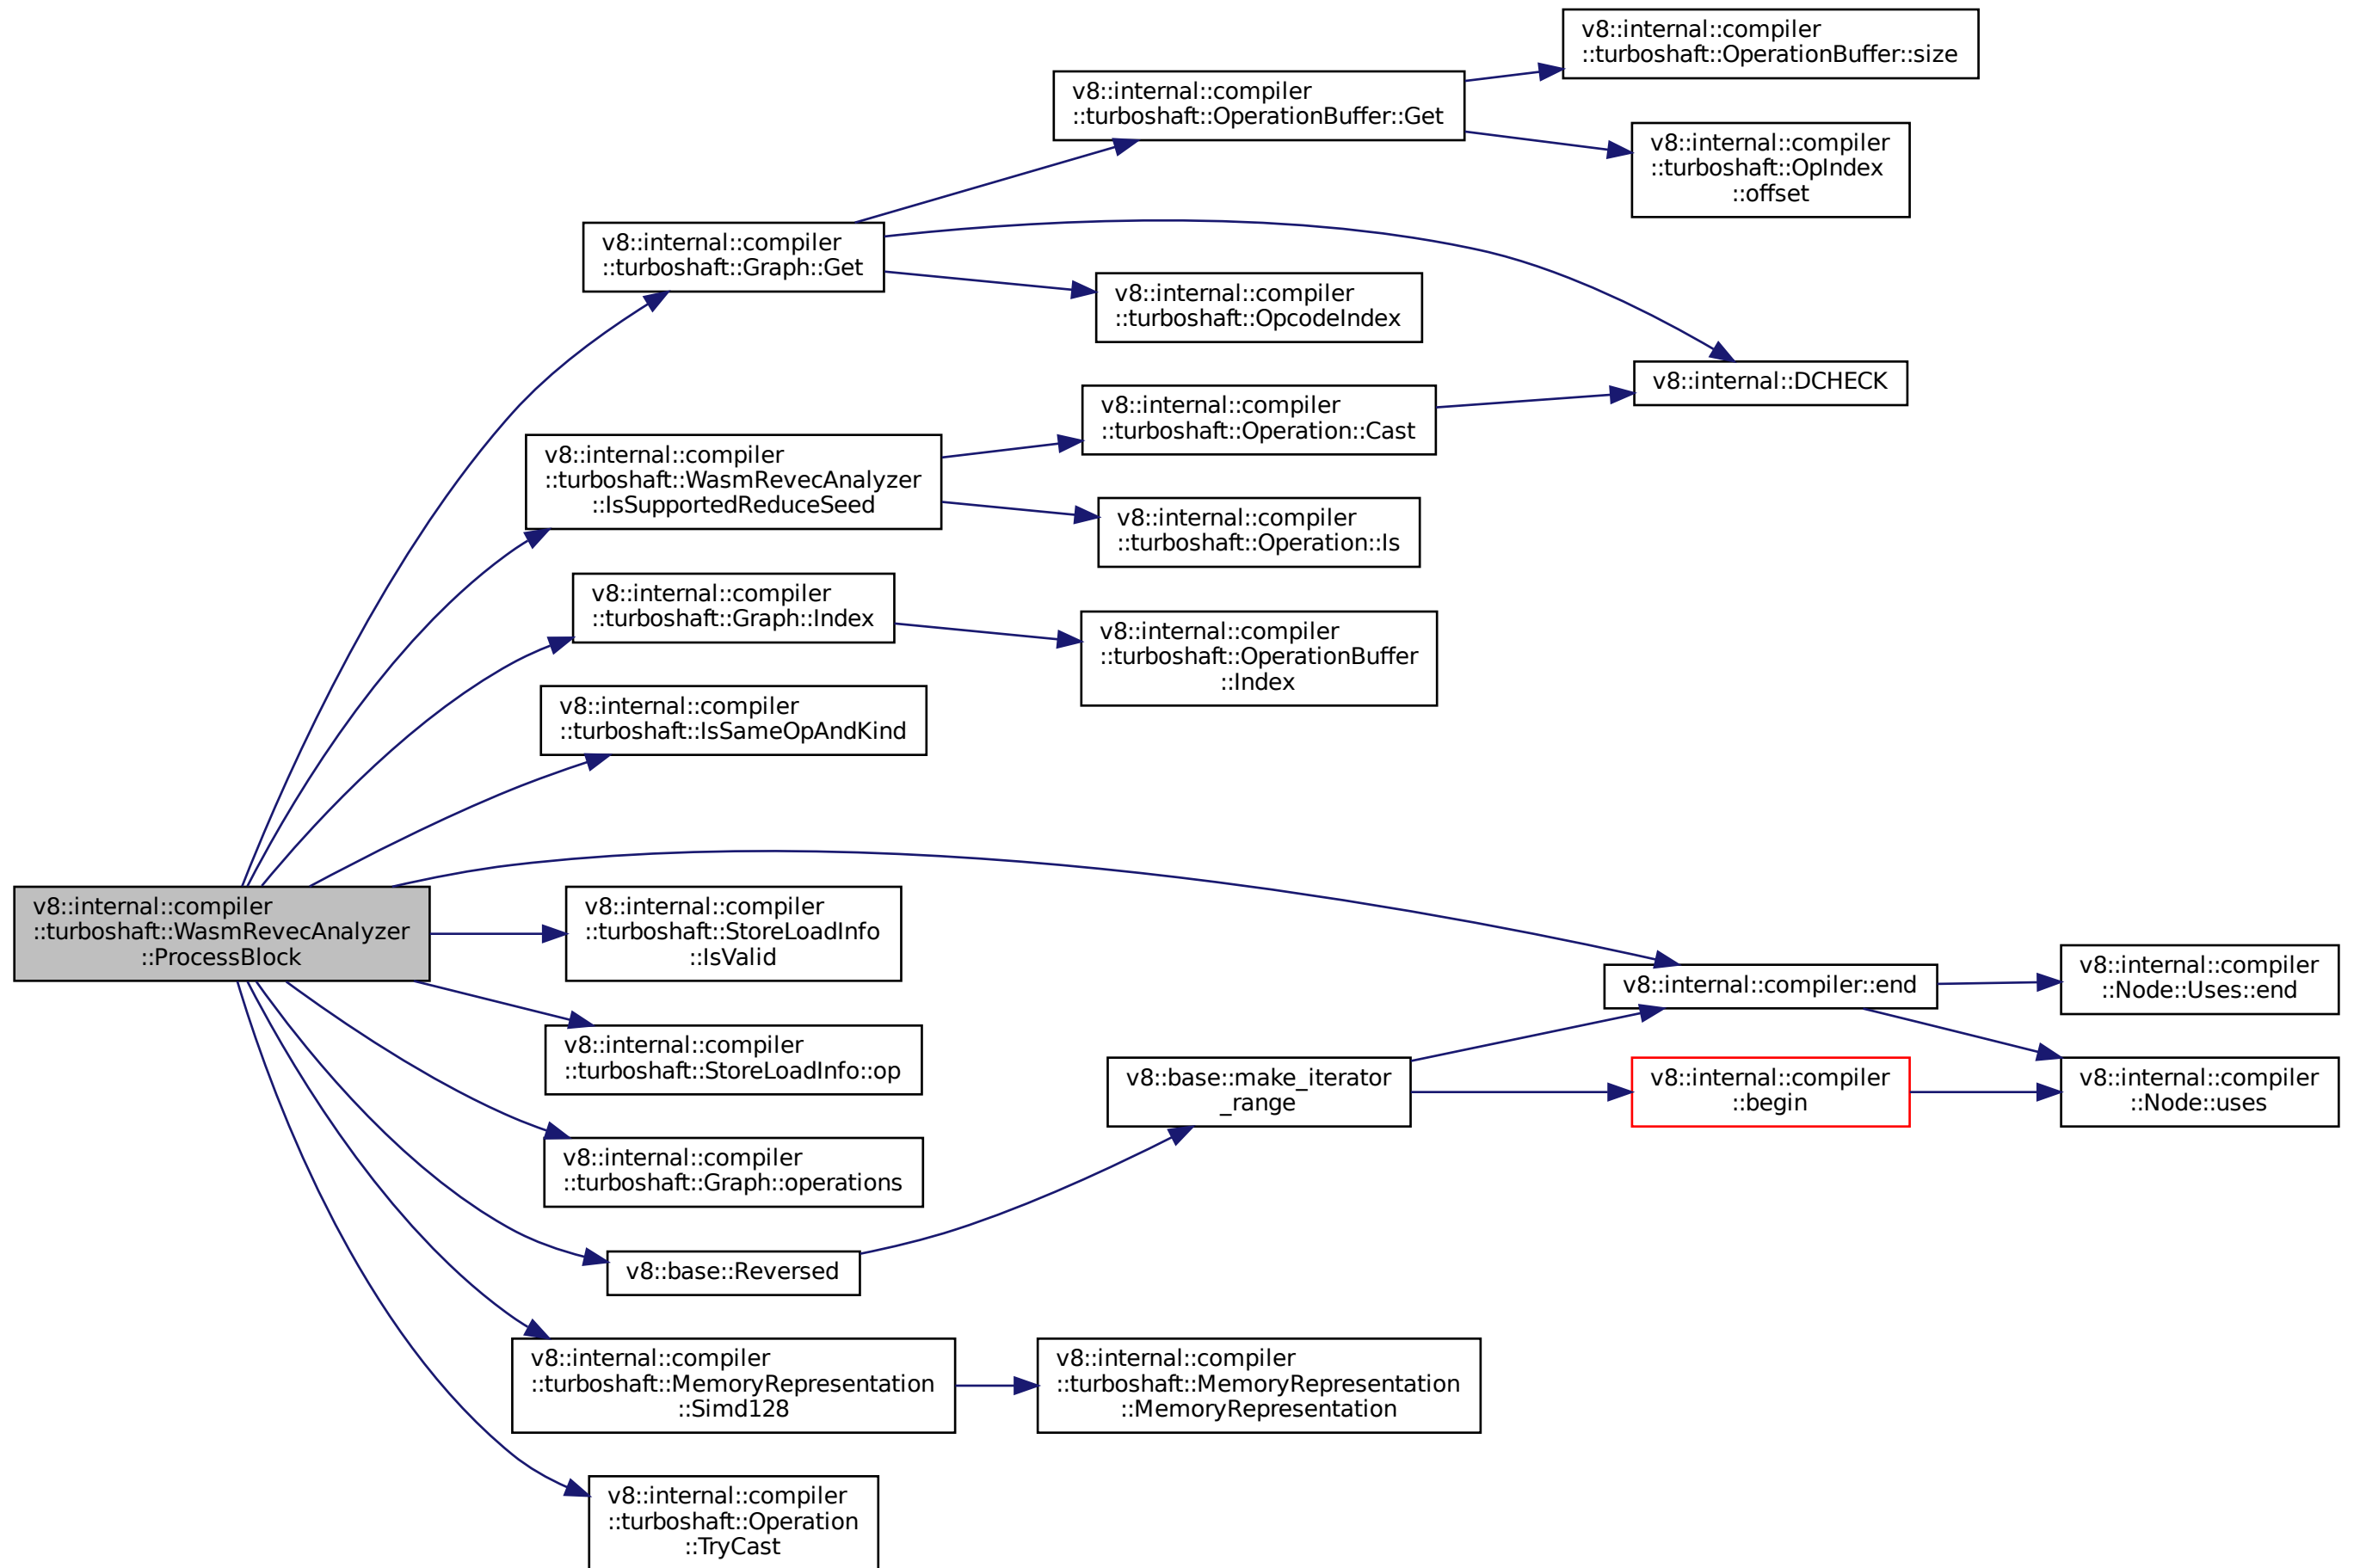 v8::internal::compiler
::turboshaft::OperationBuffer::size
v8::internal::compiler
::turboshaft::OperationBuffer::Get
v8::internal::compiler
::turboshaft::OpIndex
::offset
v8::internal::compiler
::turboshaft::Graph::Get
v8::internal::compiler
::turboshaft::OpcodeIndex
v8::internal::DCHECK
v8::internal::compiler
::turboshaft::Operation::Cast
v8::internal::compiler
::turboshaft::WasmRevecAnalyzer
::IsSupportedReduceSeed
v8::internal::compiler
::turboshaft::Operation::Is
v8::internal::compiler
::turboshaft::Graph::Index
v8::internal::compiler
::turboshaft::OperationBuffer
::Index
v8::internal::compiler
::turboshaft::IsSameOpAndKind
v8::internal::compiler
::turboshaft::WasmRevecAnalyzer
::ProcessBlock
v8::internal::compiler
::turboshaft::StoreLoadInfo
::IsValid
v8::internal::compiler::end
v8::internal::compiler
::Node::Uses::end
v8::internal::compiler
::turboshaft::StoreLoadInfo::op
v8::base::make_iterator
_range
v8::internal::compiler
::begin
v8::internal::compiler
::Node::uses
v8::internal::compiler
::turboshaft::Graph::operations
v8::base::Reversed
v8::internal::compiler
::turboshaft::MemoryRepresentation
::Simd128
v8::internal::compiler
::turboshaft::MemoryRepresentation
::MemoryRepresentation
v8::internal::compiler
::turboshaft::Operation
::TryCast